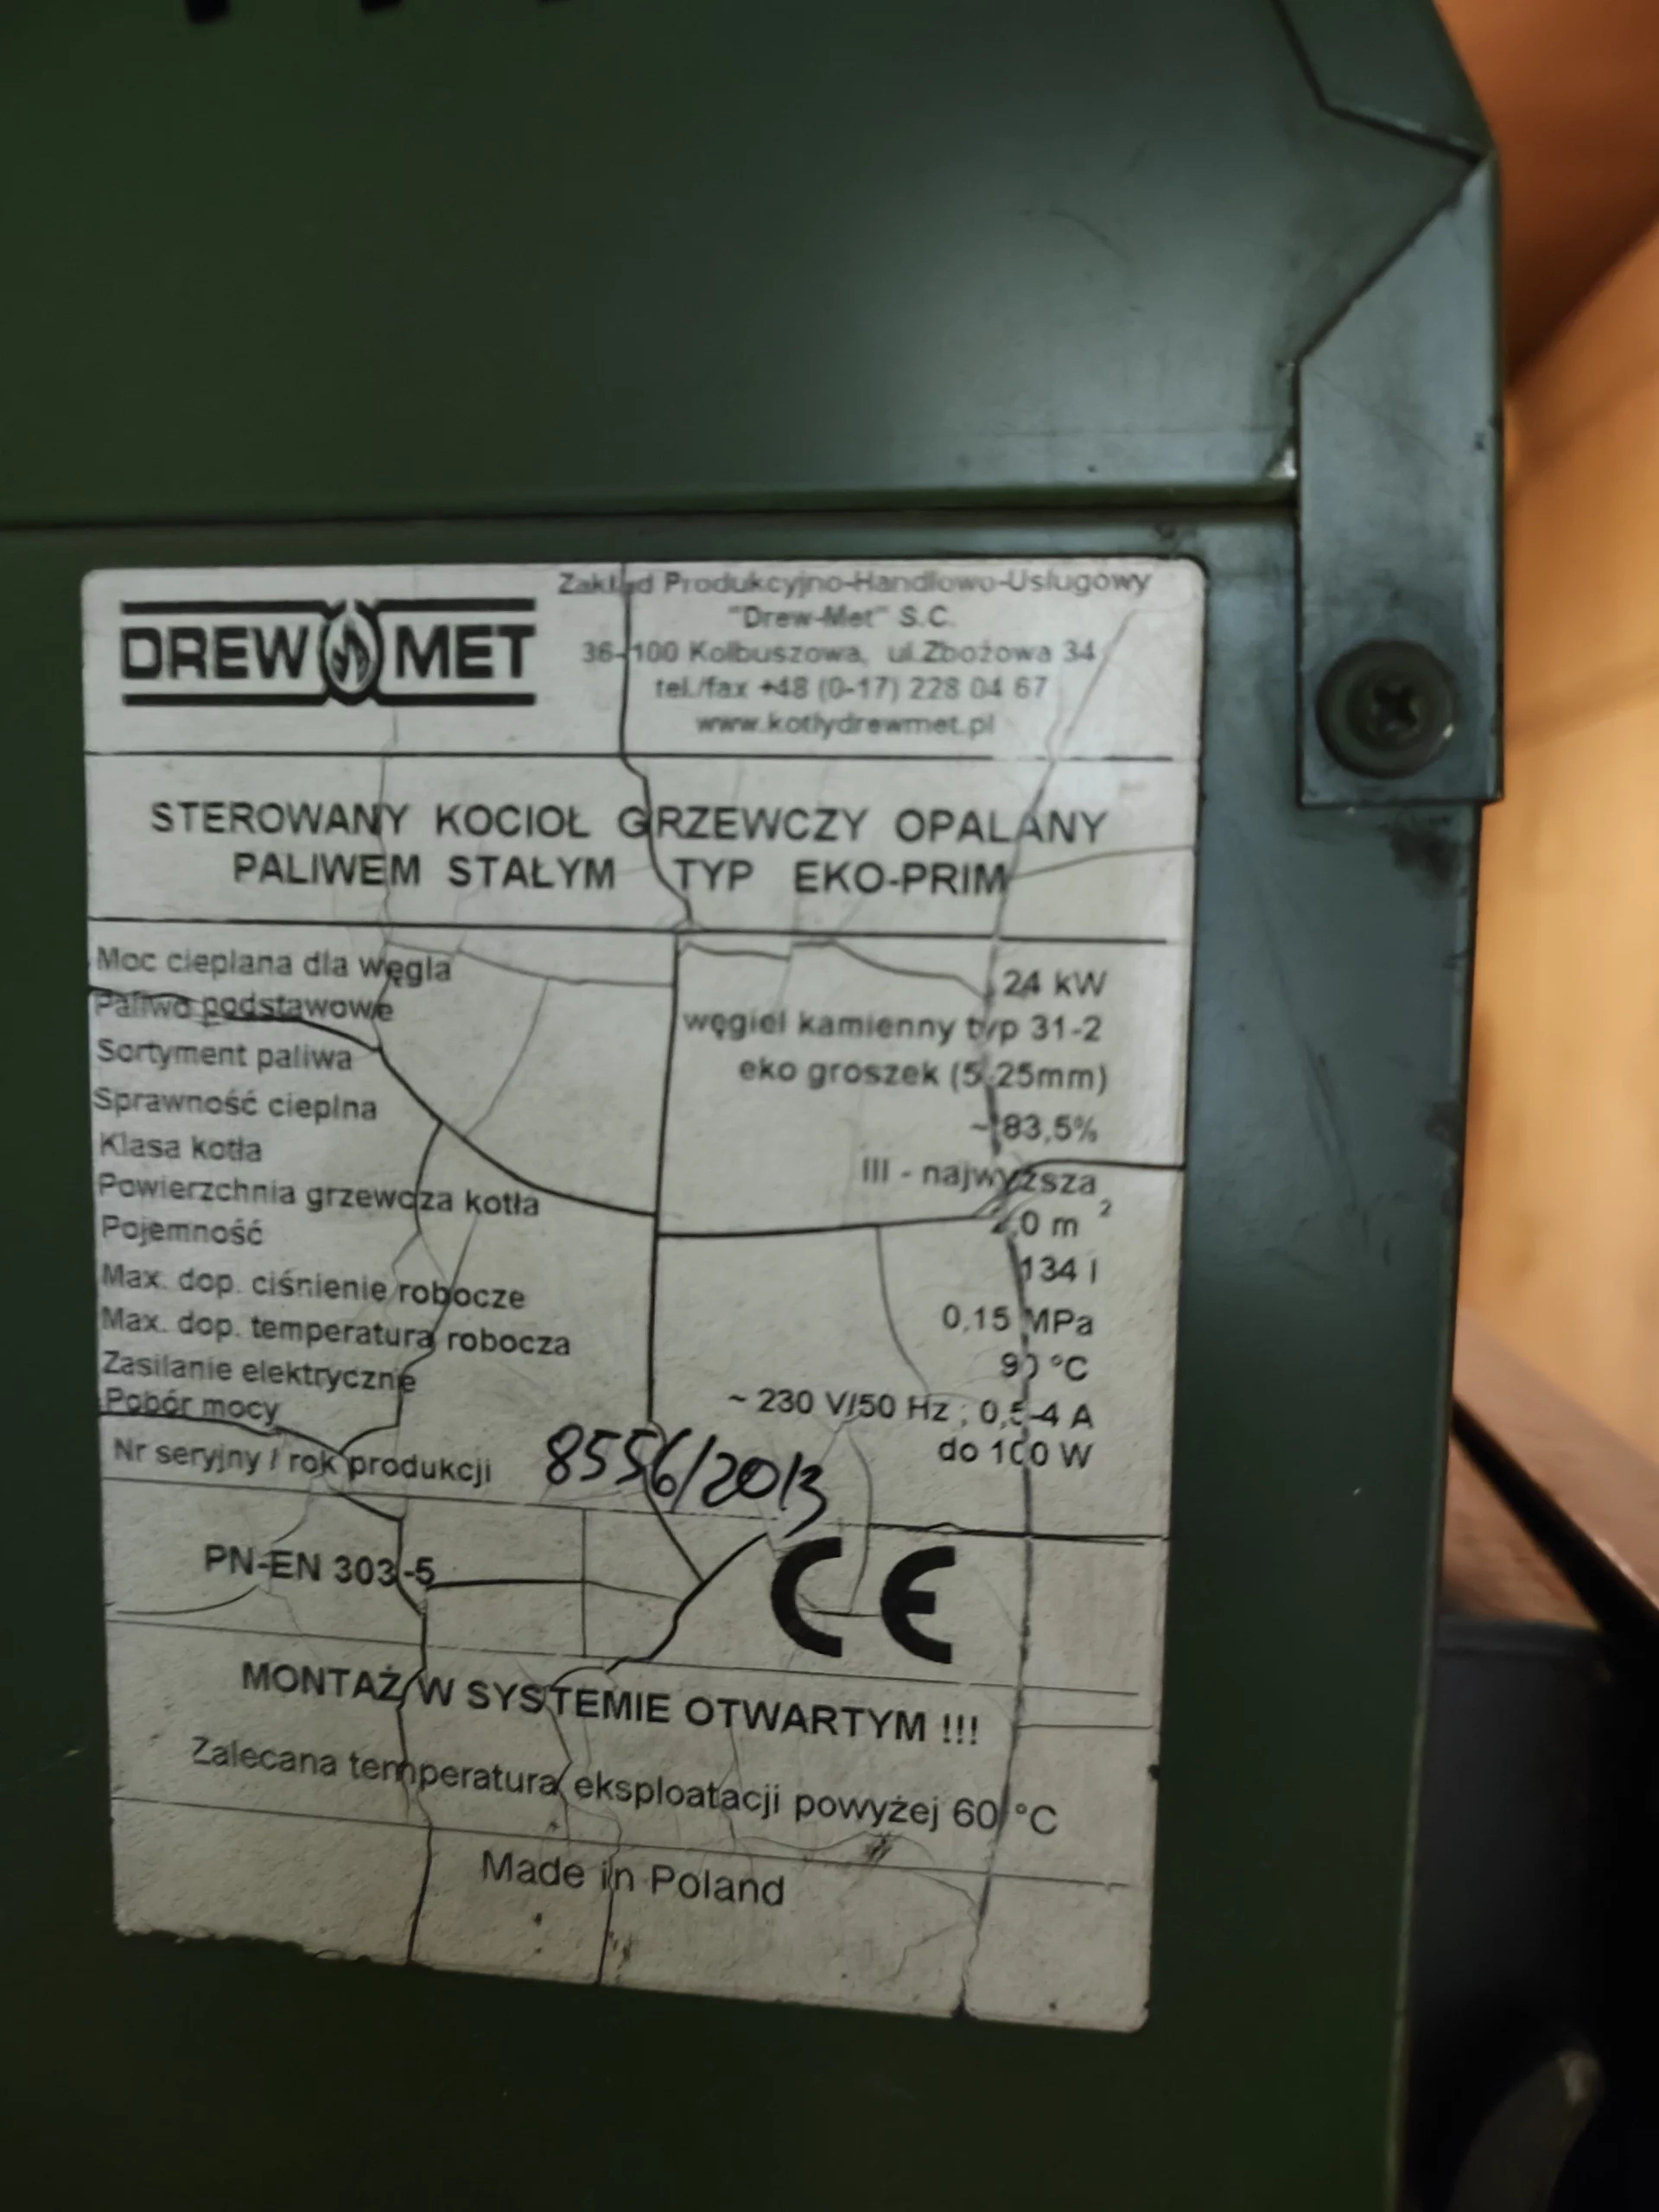 DREW MET
Zakład Produkcyjno-Handlowo-Usługowy
"Drew-Met" S.C.
36-100 Kolbuszowa, ul.Zbożowa 34
tel./fax +48 (0-17) 228 04 67
www.kotlydrewmet.pl
STEROWANY KOCIOŁ GRZEWCZY OPALANY
PALIWEM STAŁYM TYP EKO-PRIM
Moc cieplana dla węgla 24 kW
Paliwo podstawowe węgiel kamienny typ 31-2
Sortyment paliwa eko groszek (5-25mm)
Sprawność cieplna ~ 83,5%
Klasa kotła III - najwyższa
Powierzchnia grzewcza kotła 2,0 m²
Pojemność 134 l
Max. dop. ciśnienie robocze 0,15 MPa
Max. dop. temperatura robocza 90 °C
Zasilanie elektryczne ~ 230 V/50 Hz ; 0,5-4 A
Pobór mocy do 100 W
Nr seryjny / rok produkcji 8556/2013
PN-EN 303-5 CE
MONTAŻ W SYSTEMIE OTWARTYM !!!
Zalecana temperatura eksploatacji powyżej 60 °C
Made in Poland